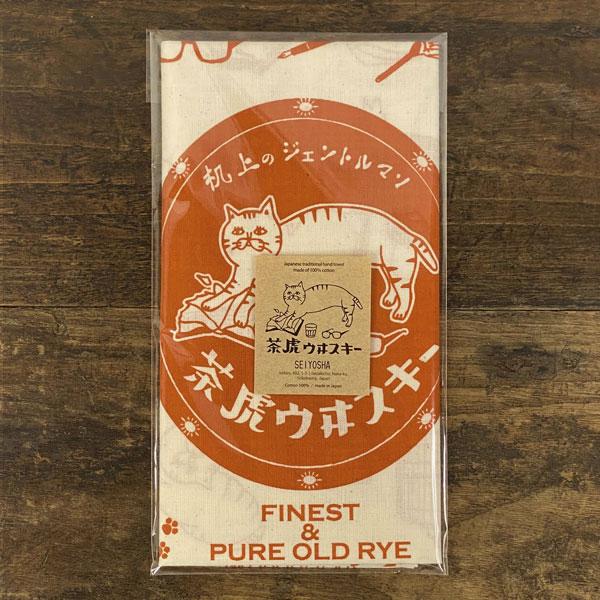 机上のジェントルマン
Japanese traditional hand towel
made of 100% cotton
茶虎ウヰスキー
SEIYOSHA
Yokohama, Japan
Cotton 100% / made in Japan
茶虎ウヰスキー
FINEST
&
PURE OLD RYE